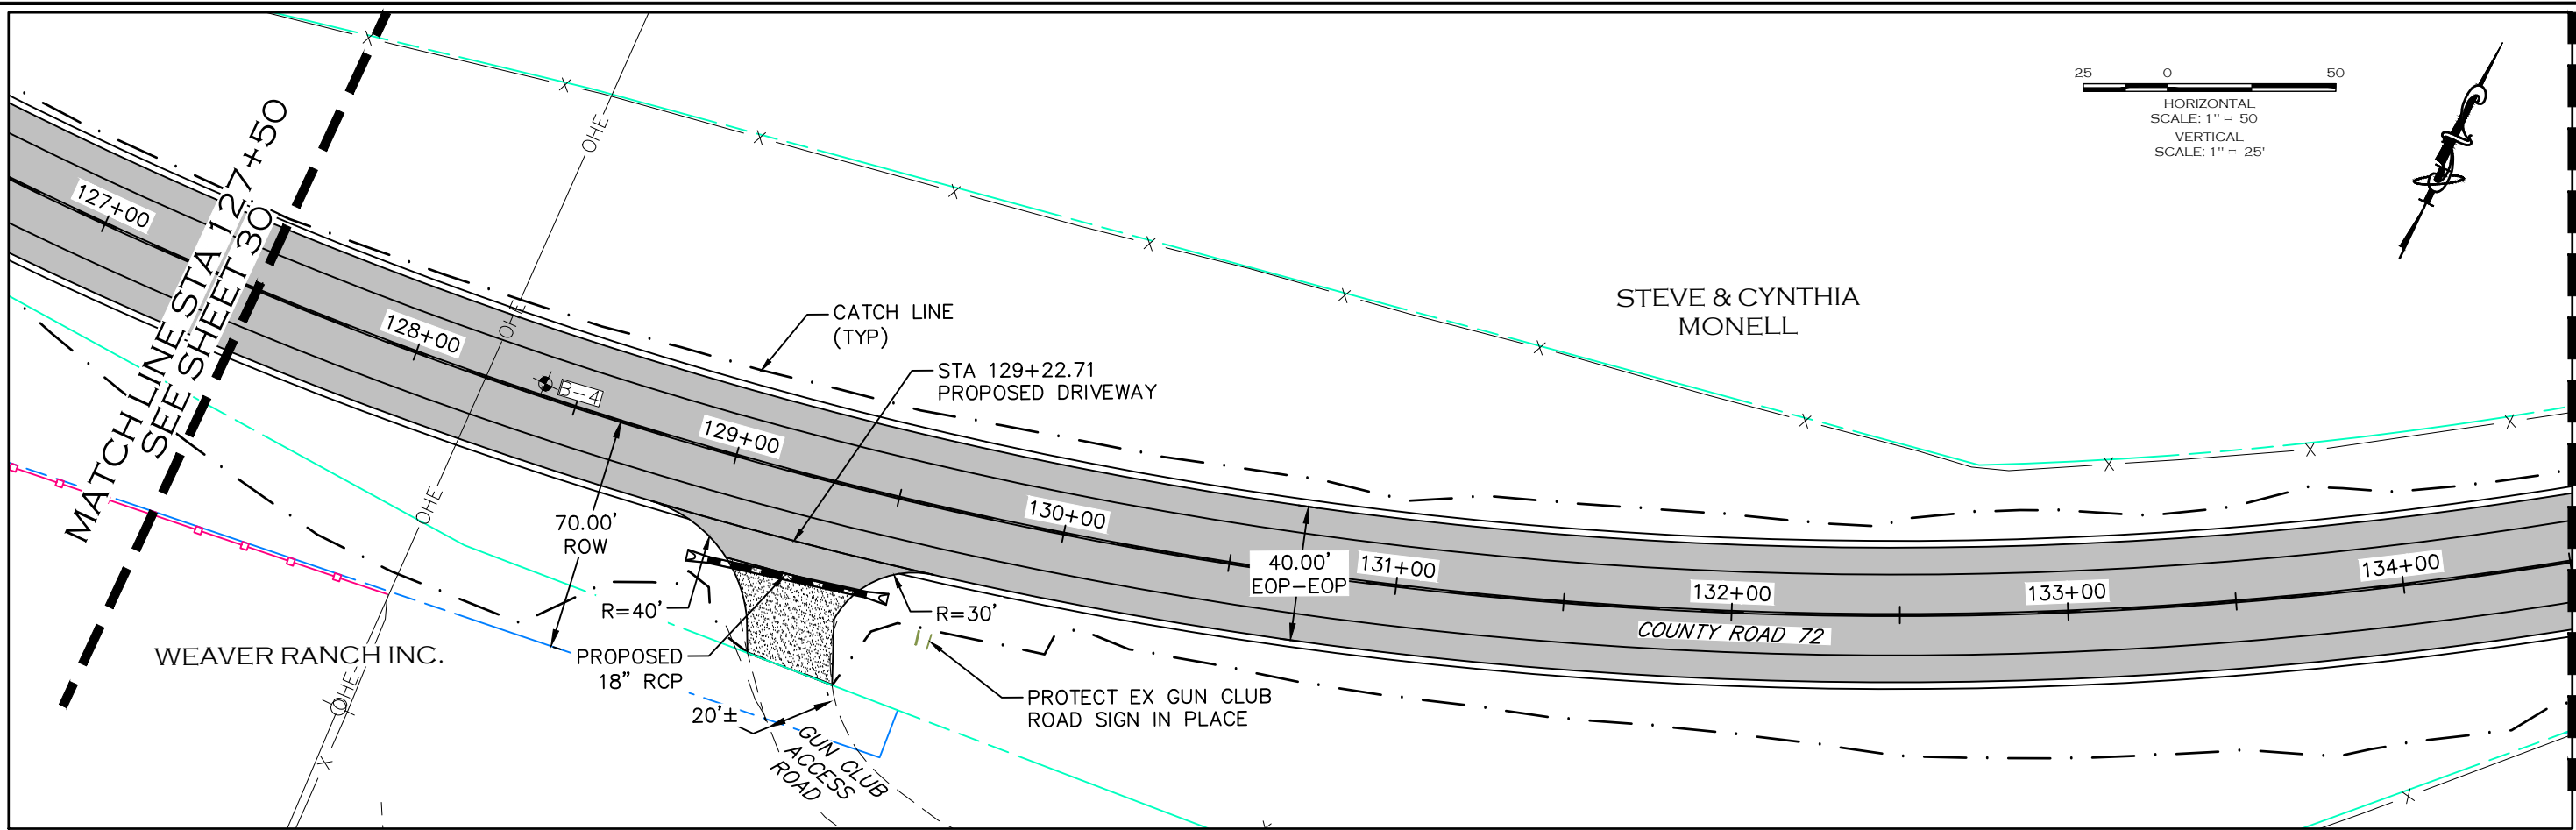 25 0 50
HORIZONTAL
SCALE: 1" = 50
VERTICAL
SCALE: 1" = 25'
MATCH LINE STA 127+50
SEE SHEET 30
127+00
128+00
129+00
130+00
131+00
132+00
133+00
134+00
OHE
OHE
OHE
OHE
B-4
CATCH LINE
(TYP)
STA 129+22.71
PROPOSED DRIVEWAY
STEVE & CYNTHIA
MONELL
70.00'
ROW
40.00'
EOP-EOP
COUNTY ROAD 72
R=40'
R=30'
WEAVER RANCH INC.
PROPOSED
18" RCP
20'±
PROTECT EX GUN CLUB
ROAD SIGN IN PLACE
GUN CLUB
ACCESS
ROAD